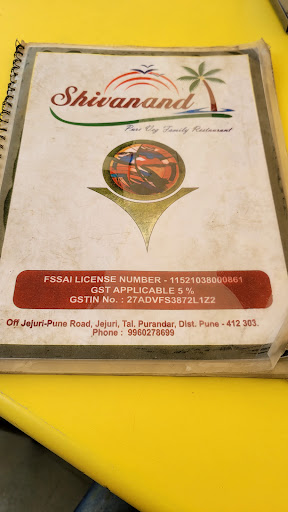 Shivanand
Pure Veg Family Restaurant
FSSAI LICENSE NUMBER - 11521038000861
GST APPLICABLE 5 %
GSTIN No. : 27ADVFS3872L1Z2
Off Jejuri-Pune Road, Jejuri, Tal. Purandar, Dist. Pune - 412 303.
Phone : 9960278699